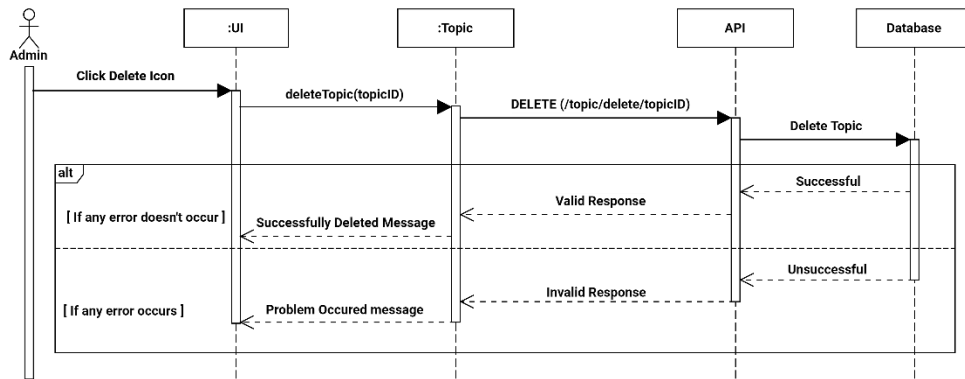 :UI
:Topic
API
Database
Admin
Click Delete Icon
deleteTopic(topicID)
DELETE (/topic/delete/topicID)
Delete Topic
alt
Successful
Valid Response
[ If any error doesn't occur ]
Successfully Deleted Message
Unsuccessful
Invalid Response
[ If any error occurs ]
Problem Occured message